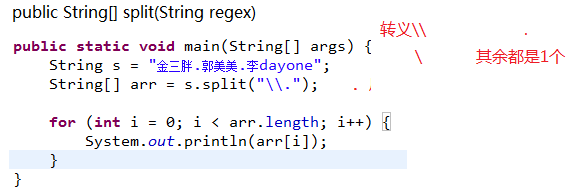 public String[] split(String regex)
转义\\ .
public static void main(String[] args) {
String s = "金三胖.郭美美.李dayone";
\ 其余都是1个
String[] arr = s.split("\\."); . ,
for (int i = 0; i < arr.length; i++) {
System.out.println(arr[i]);
}
}